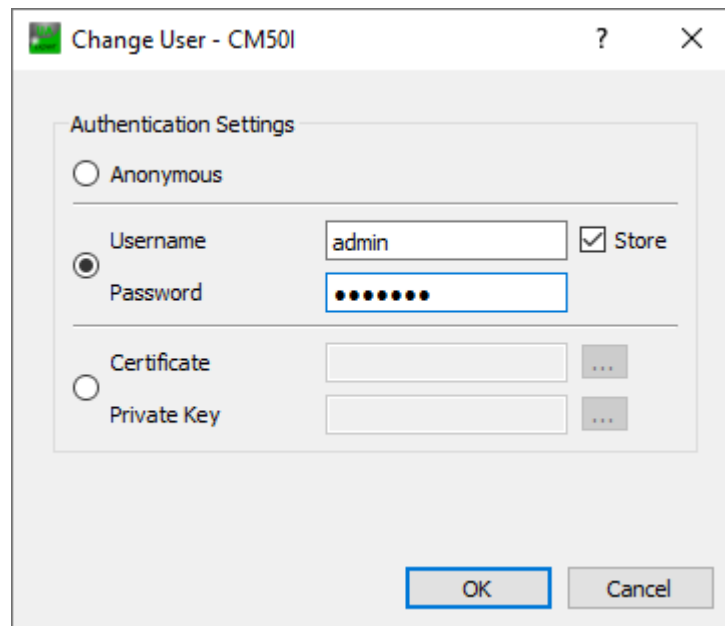 Change User - CM50I
?
Authentication Settings
Anonymous
Username admin Store
Password •••••••
Certificate ...
Private Key ...
OK Cancel